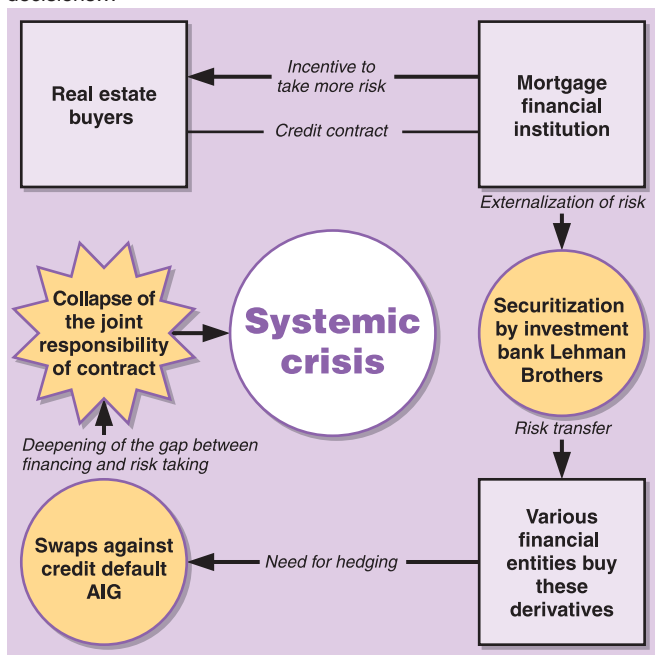 Real estate
buyers
Incentive to
take more risk
Credit contract
Mortgage
financial
institution
Externalization of risk
Collapse of
the joint
responsibility
of contract
Systemic
crisis
Securitization
by investment
bank Lehman
Brothers
Deepening of the gap between
financing and risk taking
Risk transfer
Swaps against
credit default
AIG
Need for hedging
Various
financial
entities buy
these
derivatives